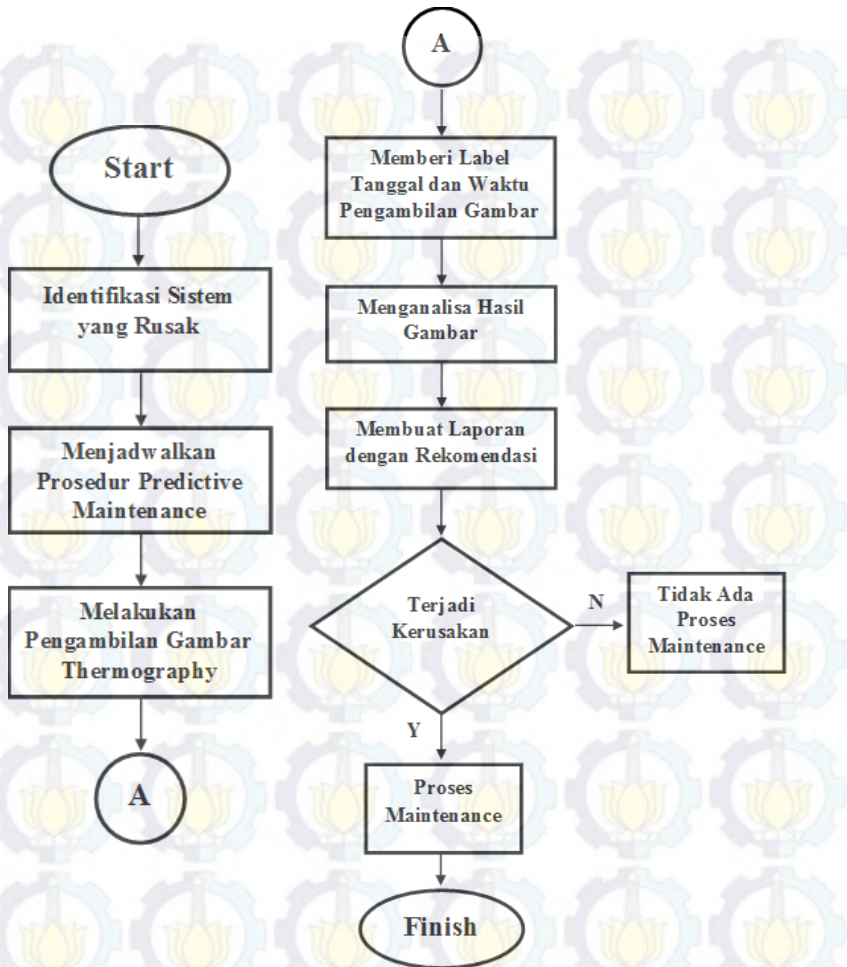 Start
Identifikasi Sistem
yang Rusak
Menjadwalkan
Prosedur Predictive
Maintenance
Melakukan
Pengambilan Gambar
Thermography
A
A
Memberi Label
Tanggal dan Waktu
Pengambilan Gambar
Menganalisa Hasil
Gambar
Membuat Laporan
dengan Rekomendasi
Terjadi
Kerusakan
N
Tidak Ada
Proses
Maintenance
Y
Proses
Maintenance
Finish